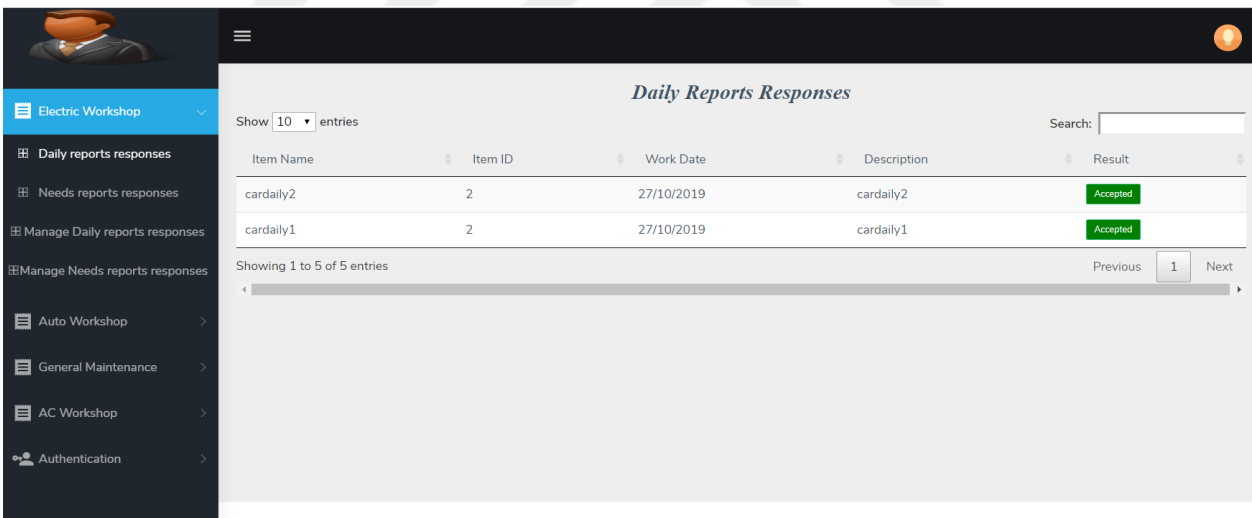 Daily Reports Responses
Electric Workshop
Daily reports responses
Needs reports responses
Manage Daily reports responses
Manage Needs reports responses
Auto Workshop
General Maintenance
AC Workshop
Authentication
Show 10 entries
Search:
Item Name Item ID Work Date Description Result
cardaily2 2 27/10/2019 cardaily2 Accepted
cardaily1 2 27/10/2019 cardaily1 Accepted
Showing 1 to 5 of 5 entries
Previous 1 Next